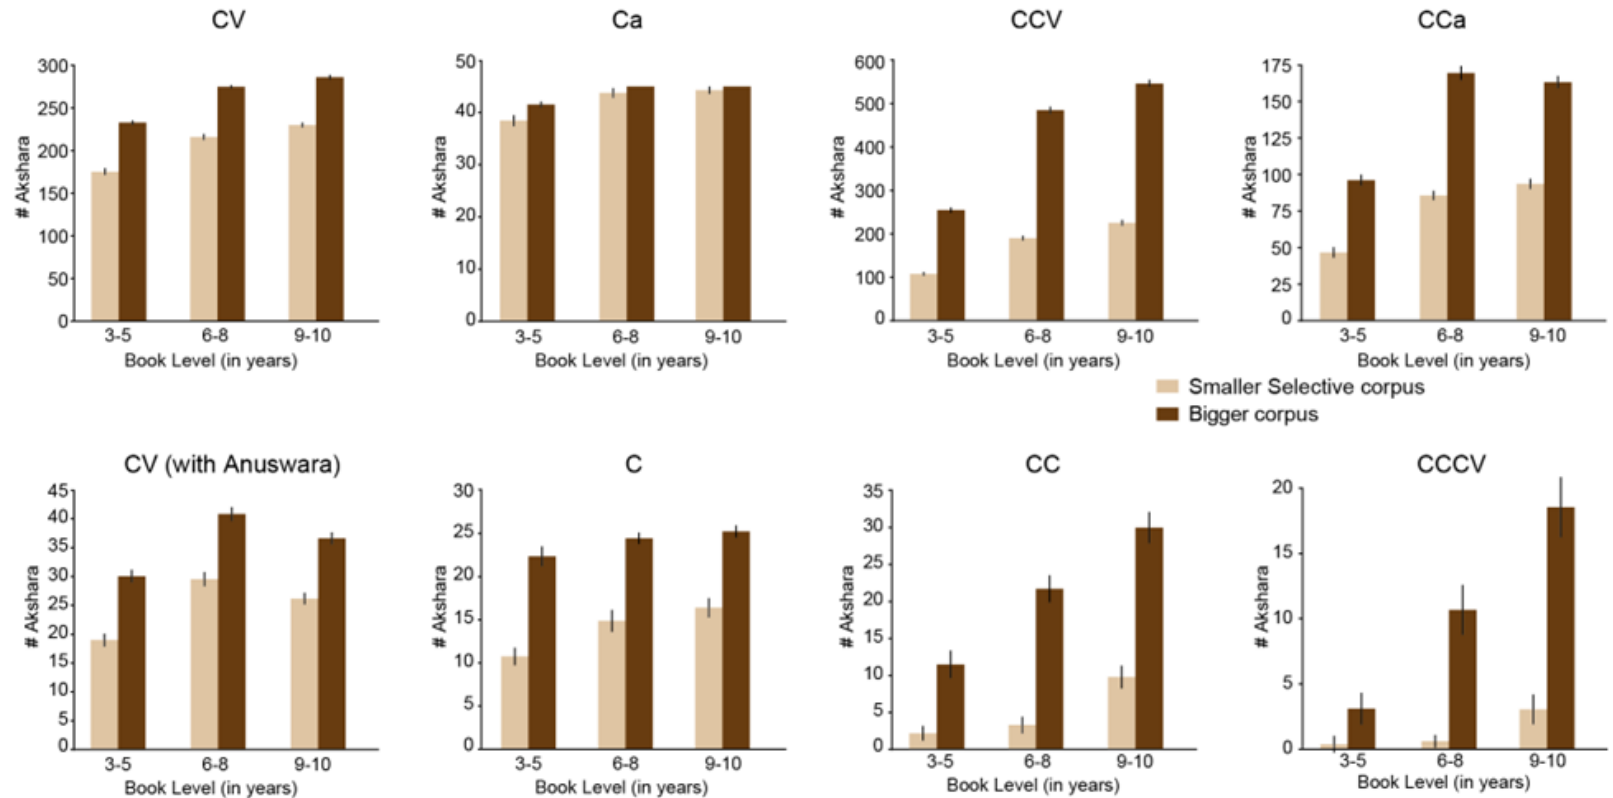 CV
300
250
200
150
100
50
0
# Akshara
3-5 6-8 9-10
Book Level (in years)
Ca
50
40
30
20
10
0
# Akshara
3-5 6-8 9-10
Book Level (in years)
CCV
600
500
400
300
200
100
0
# Akshara
3-5 6-8 9-10
Book Level (in years)
CCa
175
150
125
100
75
50
25
0
# Akshara
3-5 6-8 9-10
Book Level (in years)
Smaller Selective corpus
Bigger corpus
CV (with Anuswara)
45
40
35
30
25
20
15
10
5
0
# Akshara
3-5 6-8 9-10
Book Level (in years)
C
30
25
20
15
10
5
0
# Akshara
3-5 6-8 9-10
Book Level (in years)
CC
35
30
25
20
15
10
5
0
# Akshara
3-5 6-8 9-10
Book Level (in years)
CCCV
20
15
10
5
0
# Akshara
3-5 6-8 9-10
Book Level (in years)